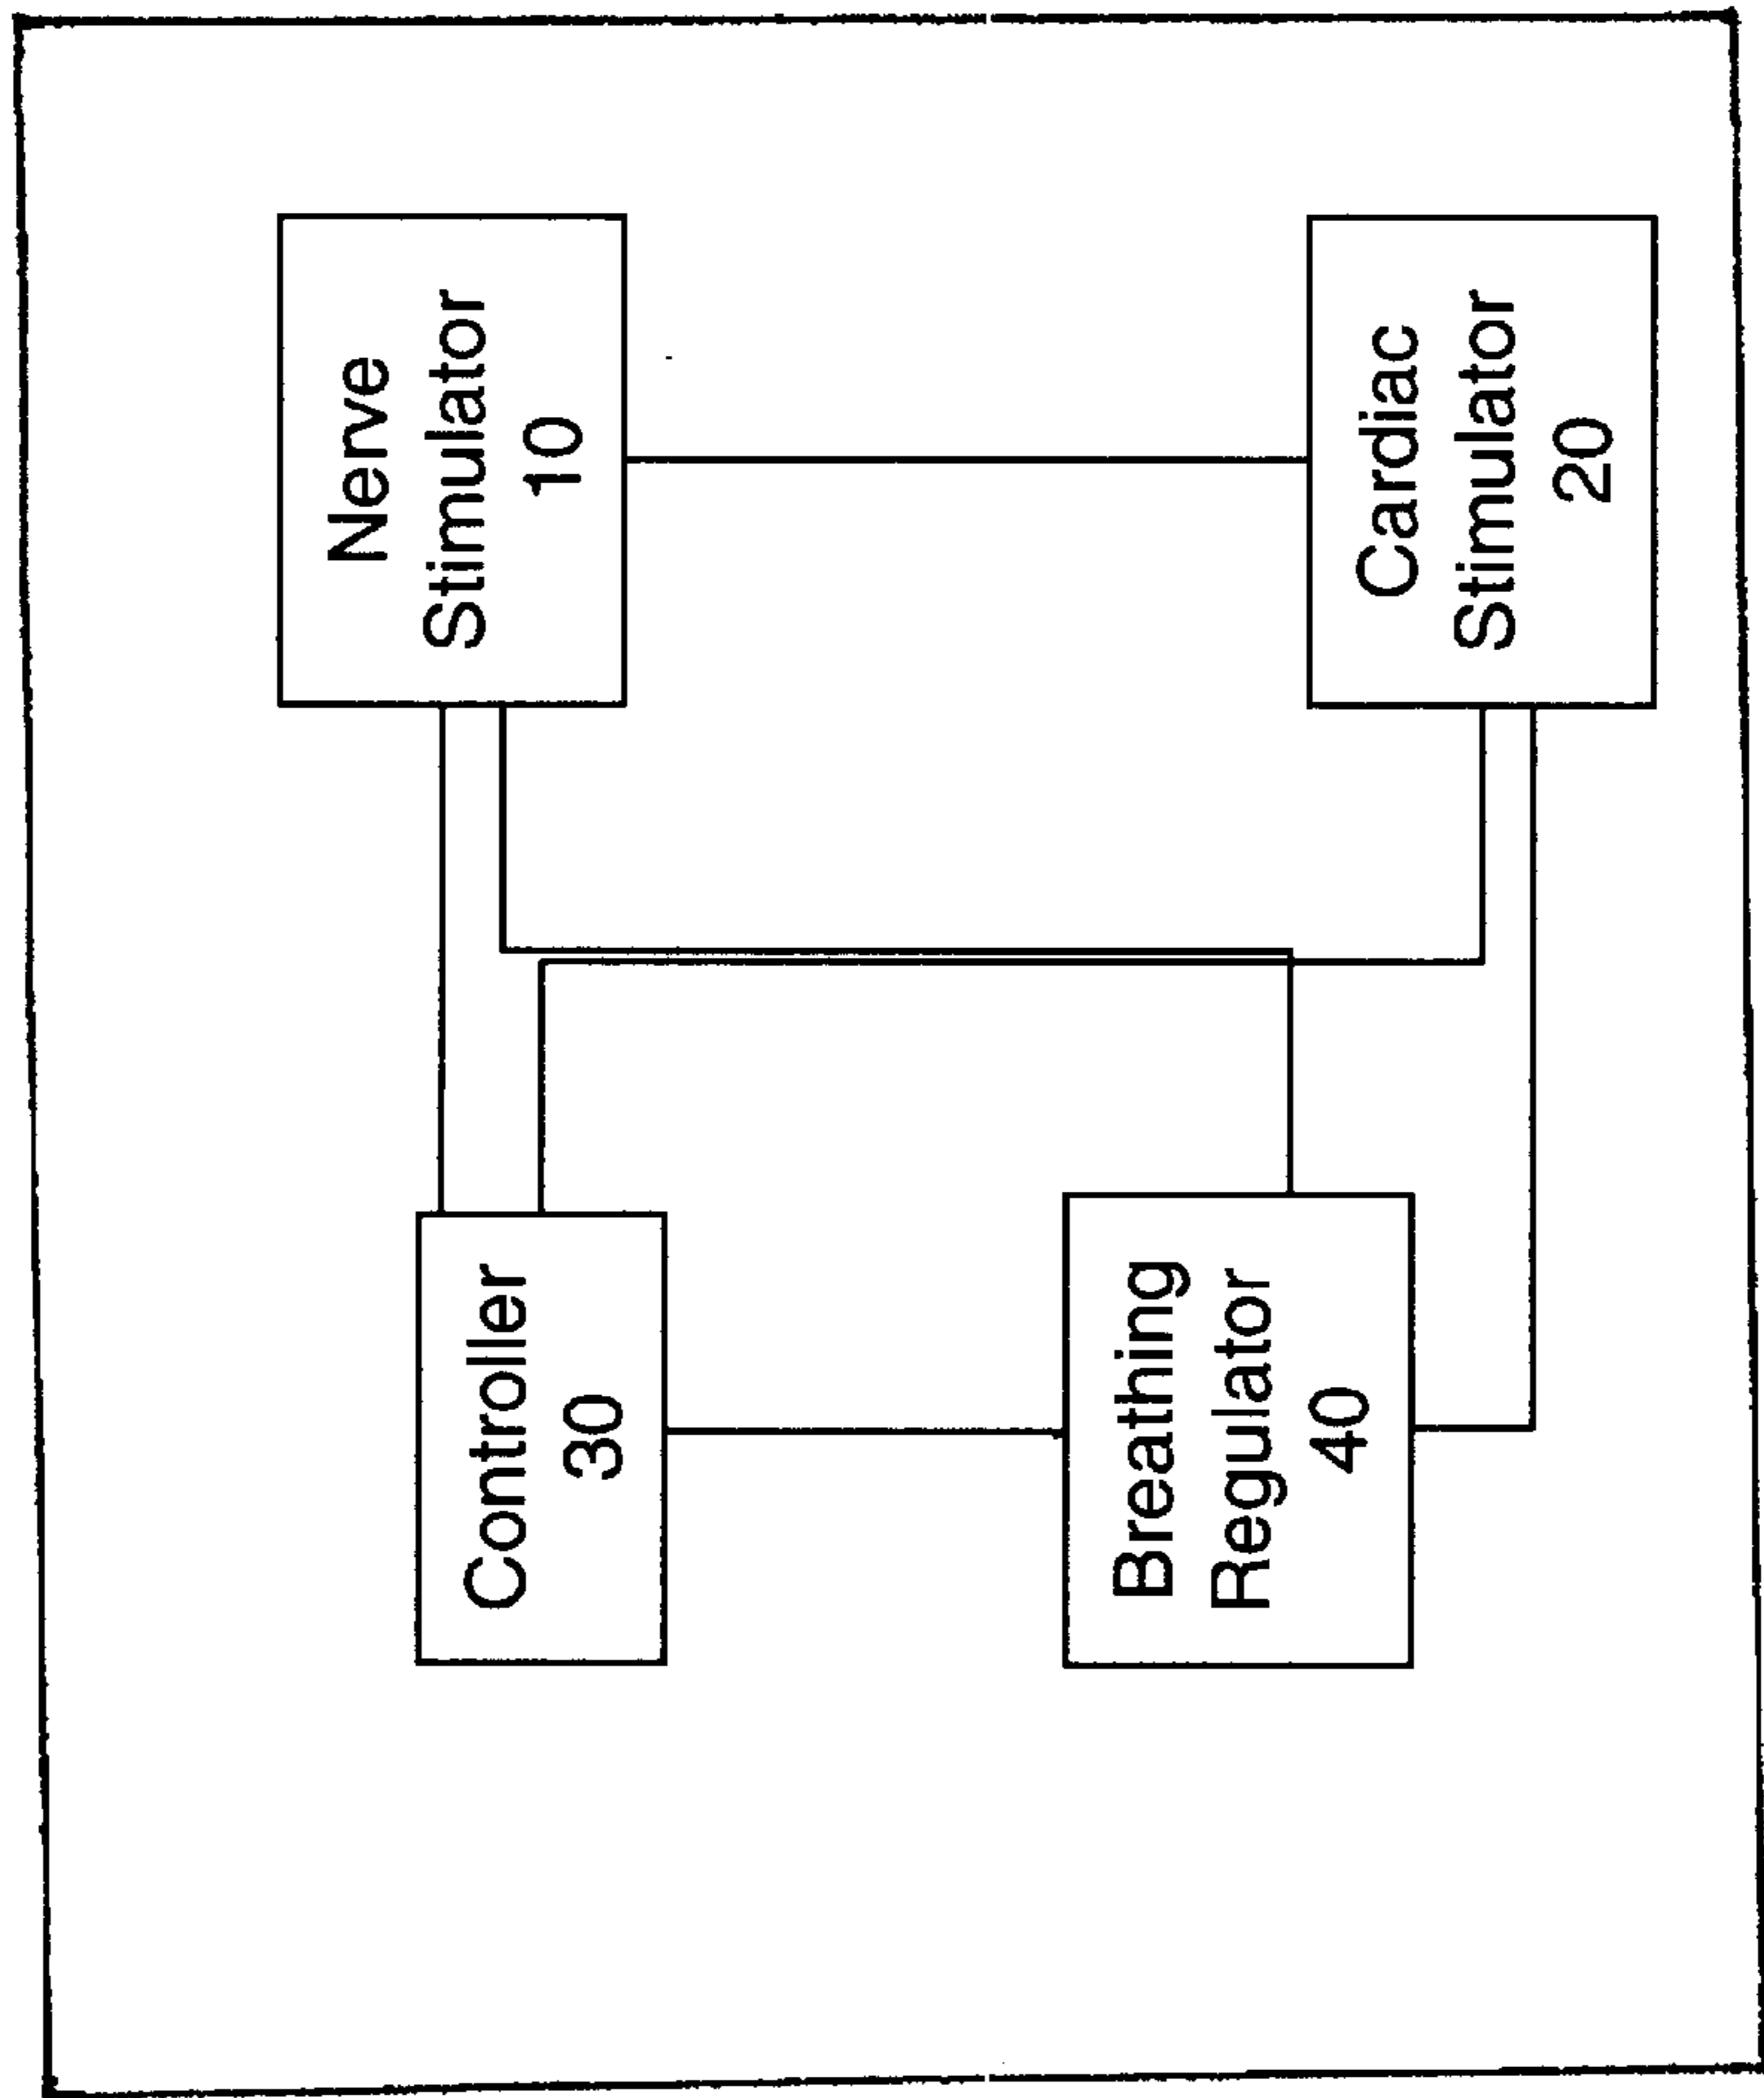 Controller
30
Nerve
Stimulator
10
Breathing
Regulator
40
Cardiac
Stimulator
20